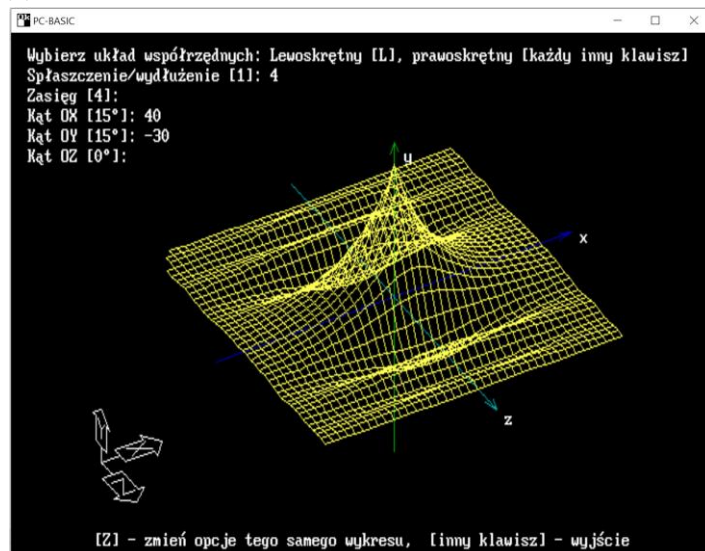 PC-BASIC
Wybierz układ współrzędnych: Lewoskrętny [L], prawoskrętny [każdy inny klawisz]
Spłaszczenie/wydłużenie [1]: 4
Zasięg [4]:
Kąt OX [15°]: 40
Kąt OY [15°]: -30
Kąt OZ [0°]:
y
x
z
Y
X
Z
[Z] - zmień opcje tego samego wykresu, [inny klawisz] - wyjście